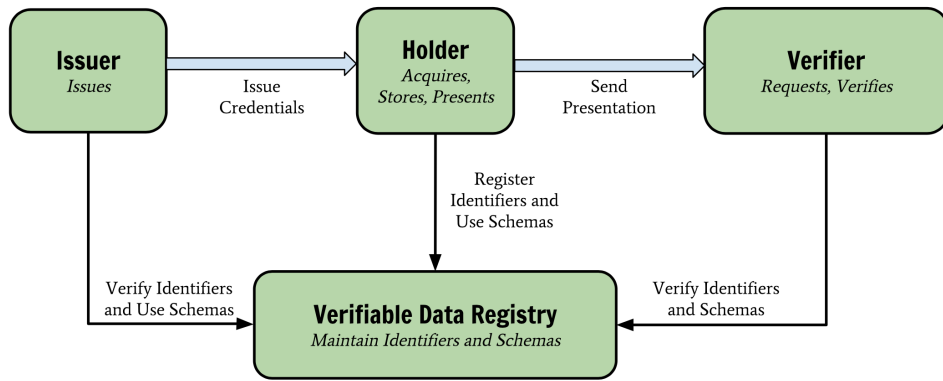 Issuer
Issues
Issue
Credentials
Holder
Acquires,
Stores, Presents
Send
Presentation
Verifier
Requests, Verifies
Register
Identifiers and
Use Schemas
Verify Identifiers
and Use Schemas
Verifiable Data Registry
Maintain Identifiers and Schemas
Verify Identifiers
and Schemas